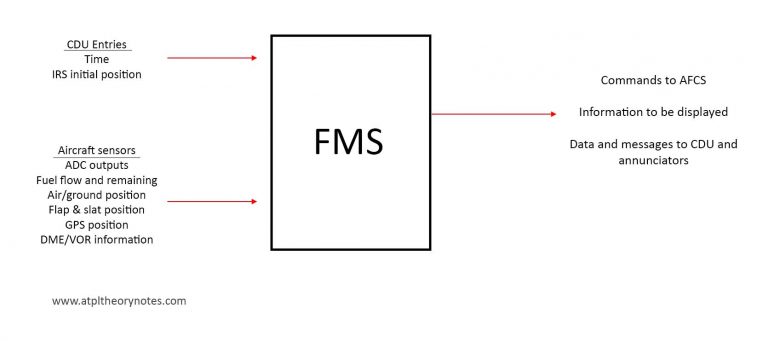 CDU Entries
Time
IRS initial position
Aircraft sensors
ADC outputs
Fuel flow and remaining
Air/ground position
Flap & slat position
GPS position
DME/VOR information
FMS
Commands to AFCS
Information to be displayed
Data and messages to CDU and
annunciators
www.atpltheorynotes.com